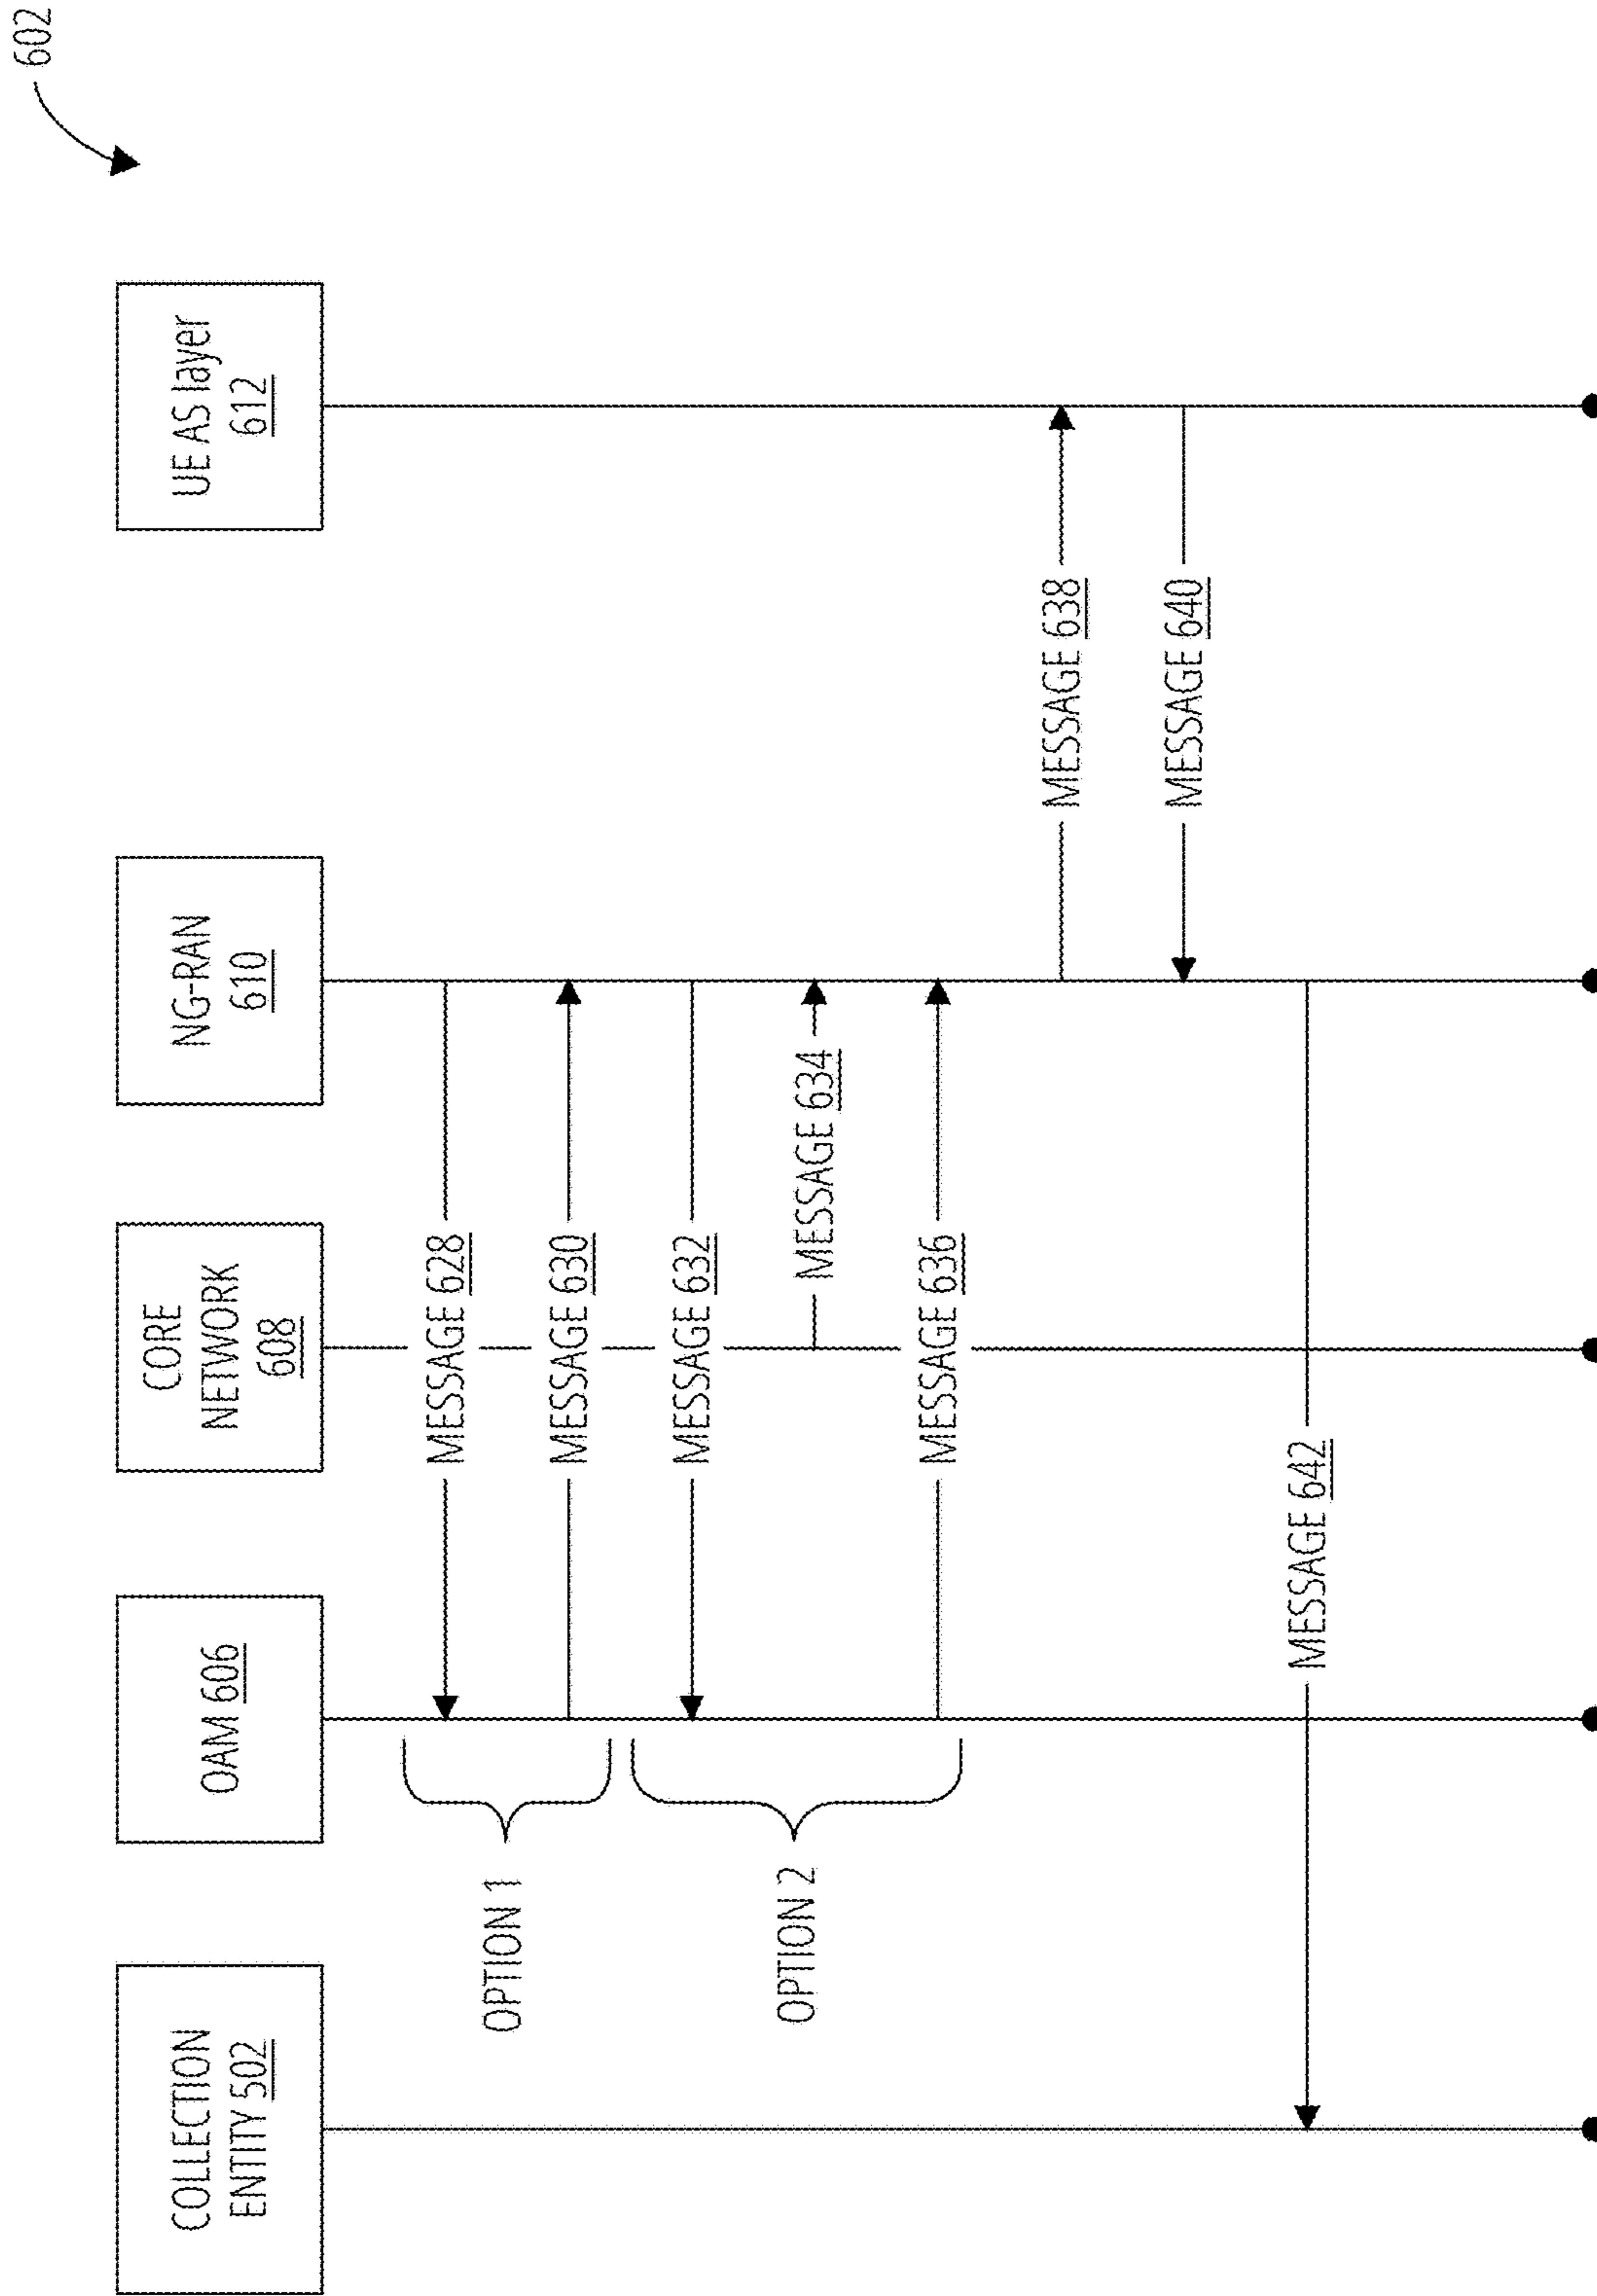 602
COLLECTION
ENTITY 502
OAM 606
CORE
NETWORK
608
NG-RAN
610
UE AS layer
612
OPTION 1
MESSAGE 628
MESSAGE 630
OPTION 2
MESSAGE 632
MESSAGE 634
MESSAGE 636
MESSAGE 638
MESSAGE 640
MESSAGE 642